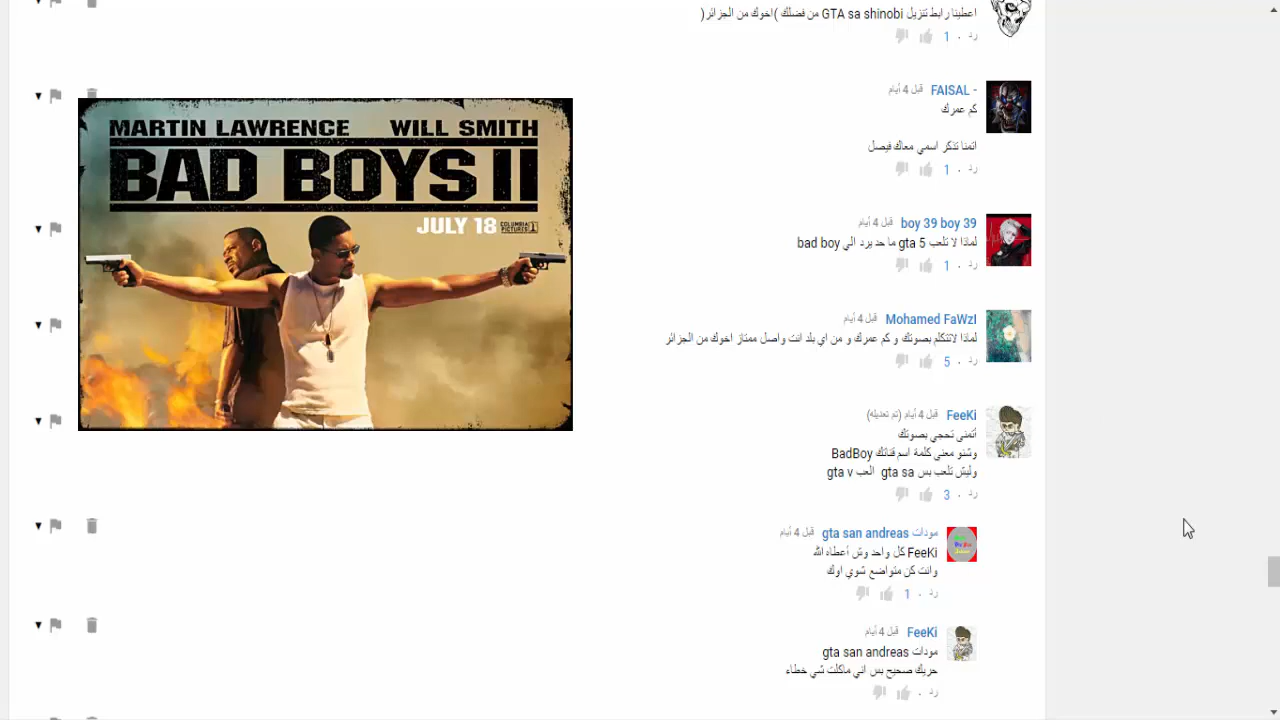 اعطينا رابط تنزيل GTA sa shinobi من فضلك )اخوك من الجزائر(
رد . 1
FAISAL - قبل 4 أيام
كم عمرك
اتمنا تذكر اسمي معاك فيصل
رد . 1
boy 39 boy 39 قبل 4 أيام
لماذا لا تلعب gta 5 ما حد يرد الي bad boy
رد . 1
Mohamed FaWzI قبل 4 أيام
لماذا لاتتكلم بصوتك و كم عمرك و من اي بلد انت واصل ممتاز اخوك من الجزائر
رد . 5
FeeKi قبل 4 أيام (تم تعديله)
أتمنى تحجي بصوتك
وشنو معنى كلمة اسم قناتك BadBoy
وليش تلعب بس gta sa العب gta v
رد . 3
مودات gta san andreas قبل 4 أيام
FeeKi كل واحد وش أعطاه الله
وانت كن متواضع شوي اوك
رد . 1
FeeKi قبل 4 أيام
مودات gta san andreas
حريك صحيح بس اني ماكلت شي خطاء
رد .
MARTIN LAWRENCE WILL SMITH
BAD BOYS II
JULY 18 COLUMBIA PICTURES